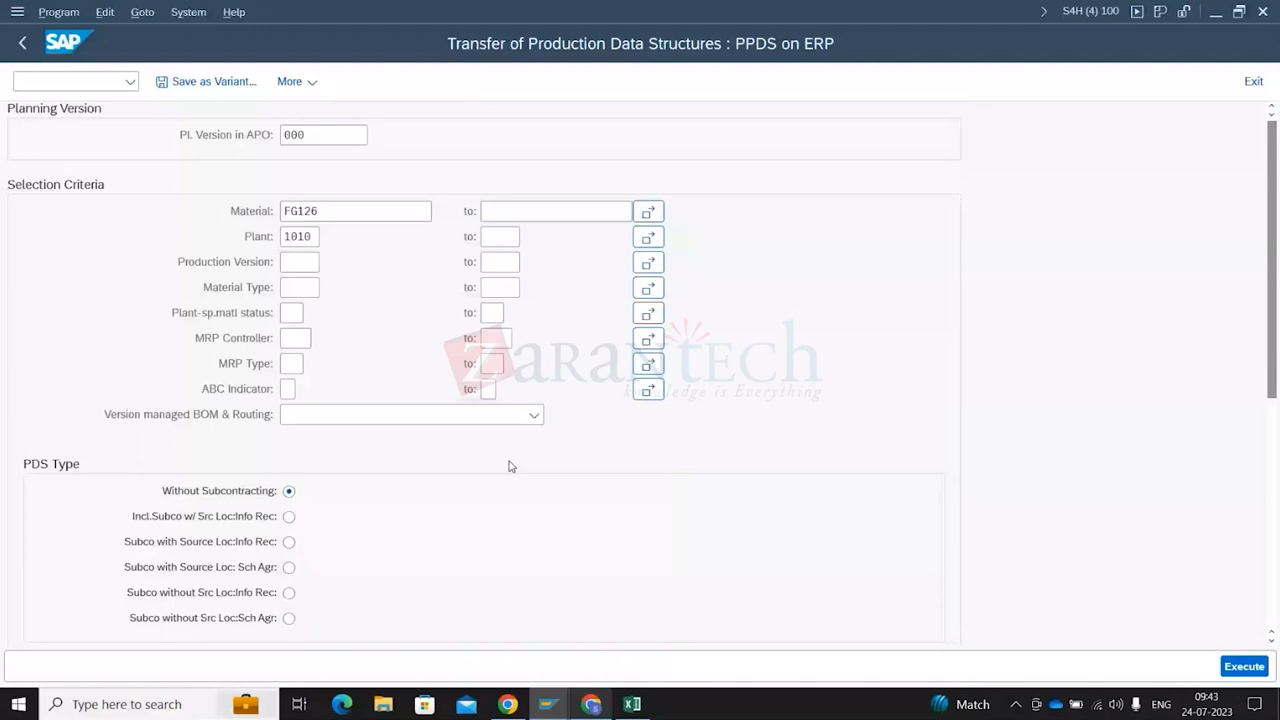 Program Edit Goto System Help S4H (4) 100
SAP Transfer of Production Data Structures : PPDS on ERP
Save as Variant... More Exit
Planning Version
Pl. Version in APO: 000
Selection Criteria
Material: FG126 to:
Plant: 1010 to:
Production Version: to:
Material Type: to:
Plant-sp.matl status: to:
MRP Controller: to:
MRP Type: to:
ABC Indicator: to:
ZARANTECH
knowledge is Everything
Version managed BOM & Routing:
PDS Type
Without Subcontracting:
Incl.Subco w/ Src Loc:Info Rec:
Subco with Source Loc:Info Rec:
Subco with Source Loc: Sch Agr:
Subco without Src Loc:Info Rec:
Subco without Src Loc:Sch Agr:
Execute
Type here to search Match ENG 09:43
24-07-2023